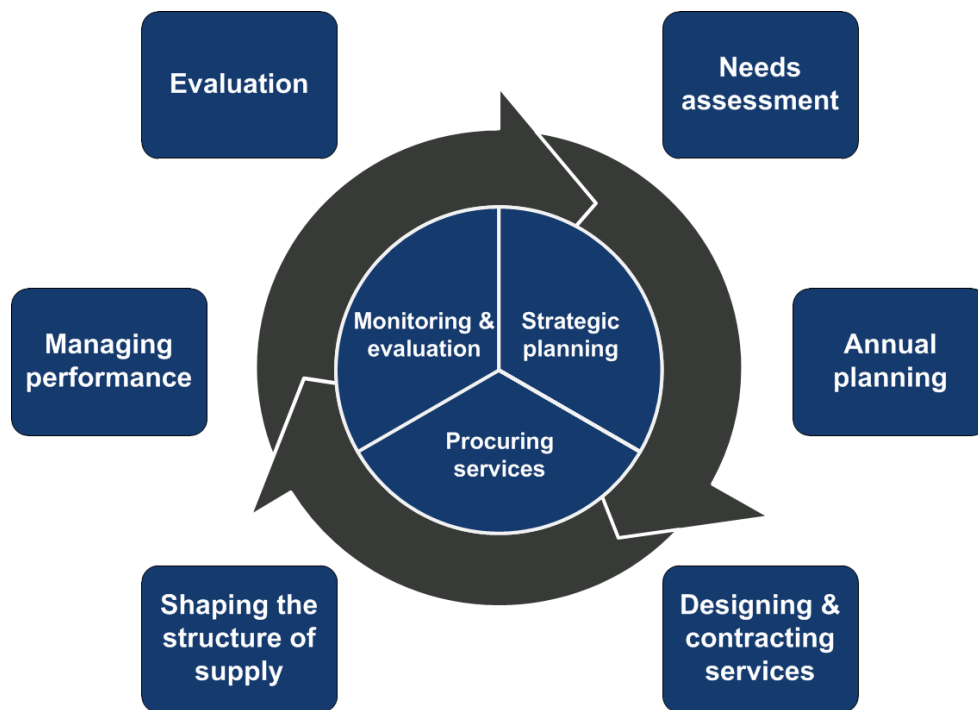 Evaluation
Needs
assessment
Monitoring &
evaluation
Strategic
planning
Managing
performance
Annual
planning
Procuring
services
Shaping the
structure of
supply
Designing &
contracting
services